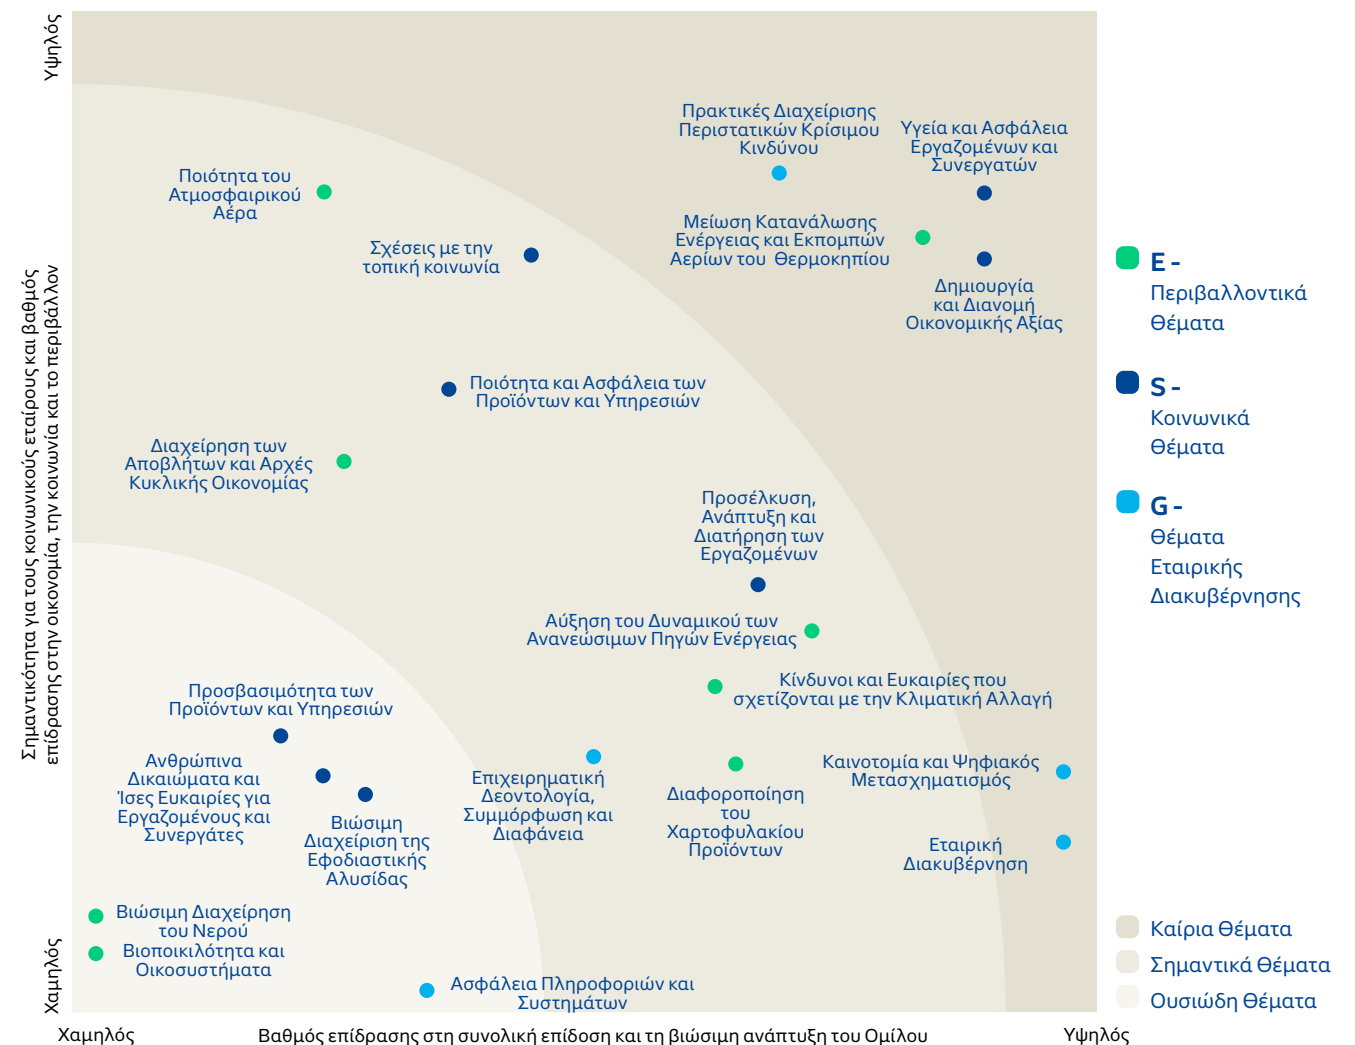 Υψηλός
Σημαντικότητα για τους κοινωνικούς εταίρους και βαθμός
επίδρασης στην οικονομία, την κοινωνία και το περιβάλλον
Χαμηλός
Πρακτικές Διαχείρισης
Περιστατικών Κρίσιμου
Κινδύνου
Υγεία και Ασφάλεια
Εργαζομένων και
Συνεργατών
Ποιότητα του
Ατμοσφαιρικού
Αέρα
Σχέσεις με την
τοπική κοινωνία
Μείωση Κατανάλωσης
Ενέργειας και Εκπομπών
Αερίων του Θερμοκηπίου
Δημιουργία
και Διανομή
Οικονομικής Αξίας
Ποιότητα και Ασφάλεια των
Προϊόντων και Υπηρεσιών
Διαχείρηση των
Αποβλήτων και Αρχές
Κυκλικής Οικονομίας
Προσέλκυση,
Ανάπτυξη και
Διατήρηση των
Εργαζομένων
Αύξηση του Δυναμικού των
Ανανεώσιμων Πηγών Ενέργειας
Κίνδυνοι και Ευκαιρίες που
σχετίζονται με την Κλιματική Αλλαγή
Προσβασιμότητα των
Προϊόντων και Υπηρεσιών
Ανθρώπινα
Δικαιώματα και
Ίσες Ευκαιρίες για
Εργαζομένους και
Συνεργάτες
Βιώσιμη
Διαχείριση της
Εφοδιαστικής
Αλυσίδας
Επιχειρηματική
Δεοντολογία,
Συμμόρφωση και
Διαφάνεια
Διαφοροποίηση
του
Χαρτοφυλακίου
Προϊόντων
Καινοτομία και Ψηφιακός
Μετασχηματισμός
Εταιρική
Διακυβέρνηση
Βιώσιμη Διαχείρηση
του Νερού
Βιοποικιλότητα και
Οικοσυστήματα
Ασφάλεια Πληροφοριών και
Συστημάτων
Χαμηλός
Βαθμός επίδρασης στη συνολική επίδοση και τη βιώσιμη ανάπτυξη του Ομίλου
Υψηλός
E -
Περιβαλλοντικά
Θέματα
S -
Κοινωνικά
Θέματα
G -
Θέματα
Εταιρικής
Διακυβέρνησης
Καίρια Θέματα
Σημαντικά Θέματα
Ουσιώδη Θέματα